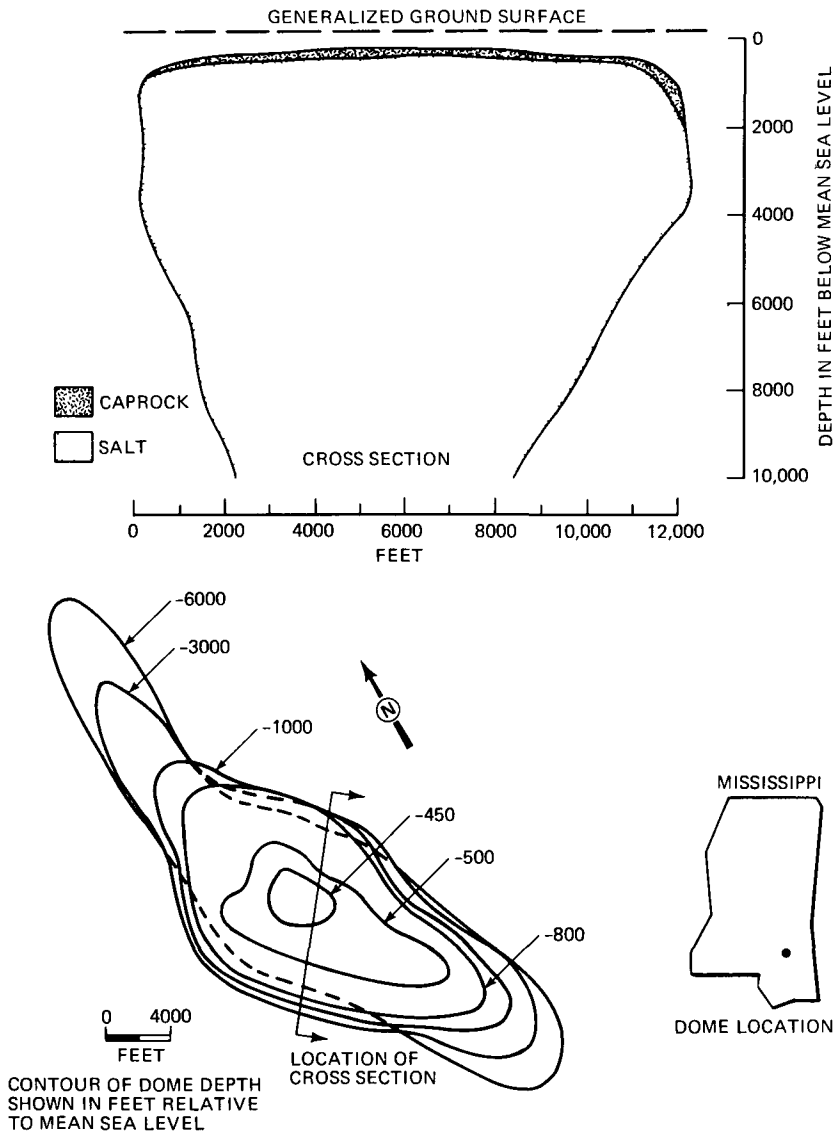 GENERALIZED GROUND SURFACE
0
2000
4000
6000
8000
10,000
DEPTH IN FEET BELOW MEAN SEA LEVEL
CAPROCK
SALT
CROSS SECTION
0 2000 4000 6000 8000 10,000 12,000
FEET
-6000
-3000
-1000
N
-450
-500
-800
MISSISSIPPI
DOME LOCATION
0 4000
FEET
LOCATION OF
CROSS SECTION
CONTOUR OF DOME DEPTH
SHOWN IN FEET RELATIVE
TO MEAN SEA LEVEL